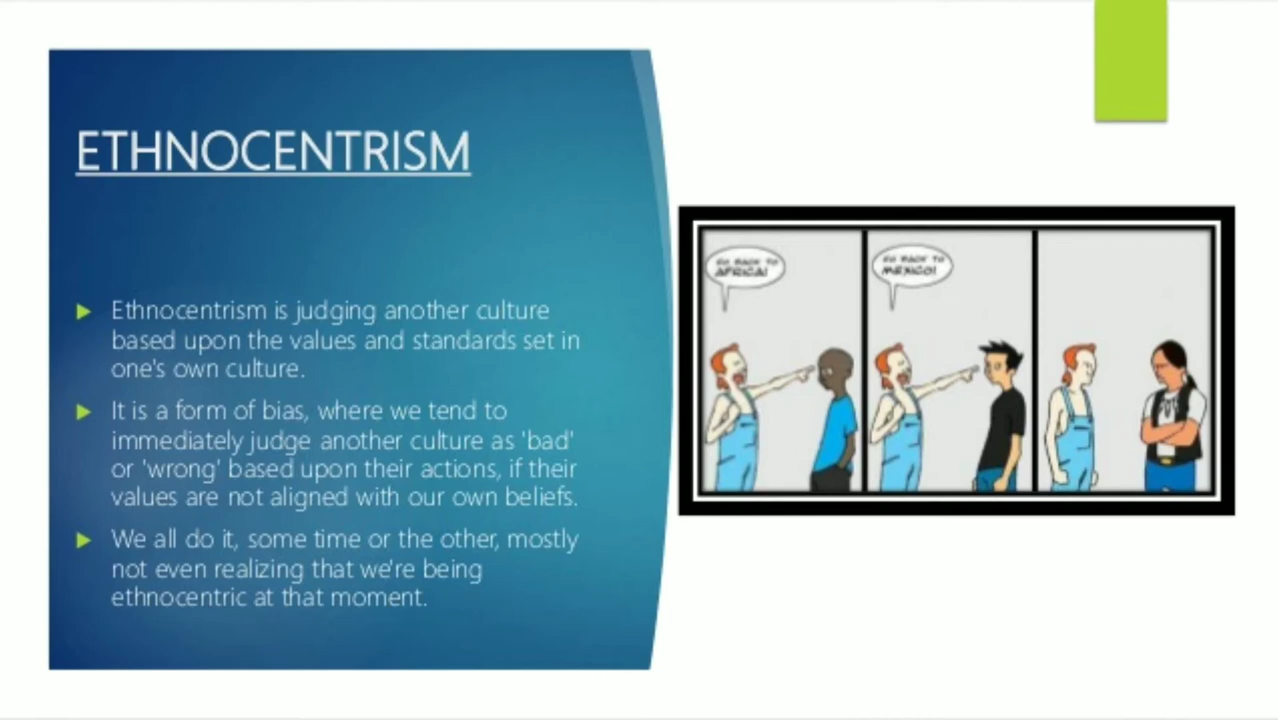 ETHNOCENTRISM
Ethnocentrism is judging another culture
based upon the values and standards set in
one's own culture.
It is a form of bias, where we tend to
immediately judge another culture as 'bad'
or 'wrong' based upon their actions, if their
values are not aligned with our own beliefs.
We all do it, some time or the other, mostly
not even realizing that we're being
ethnocentric at that moment.
GO BACK TO
AFRICA!
GO BACK TO
MEXICO!